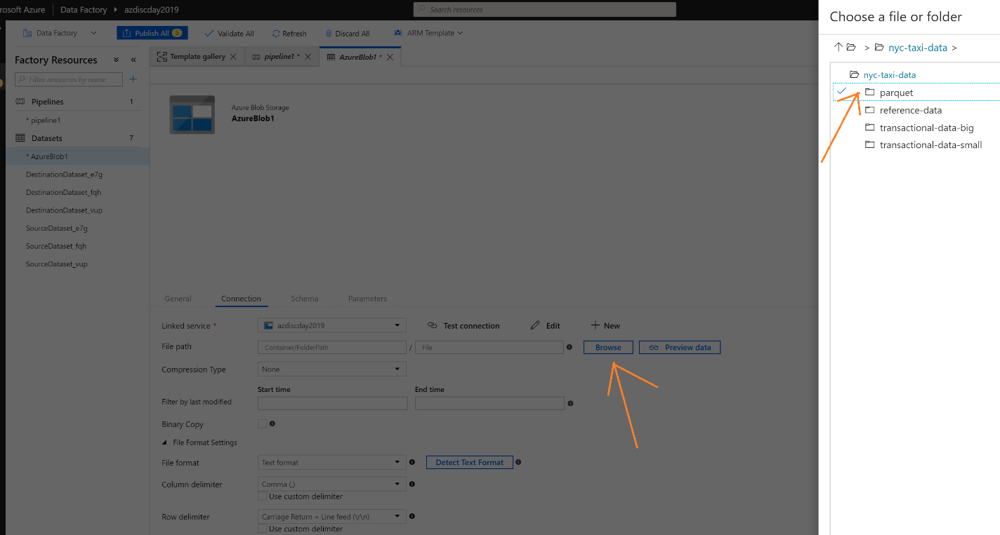 rosoft Azure Data Factory azdiscday2019 Search resources
Data Factory Publish All 5 Validate All Refresh Discard All ARM Template
Factory Resources
Filter resources by name
Pipelines 1
* pipeline1
Datasets 7
* AzureBlob1
DestinationDataset_e7g
DestinationDataset_fqh
DestinationDataset_vup
SourceDataset_e7g
SourceDataset_fqh
SourceDataset_vup
Template gallery pipeline1 * AzureBlob1 *
Azure Blob Storage
AzureBlob1
General Connection Schema Parameters
Linked service * azdiscday2019 Test connection Edit New
File path Container/FolderPath / File Browse Preview data
Compression Type None
Start time End time
Filter by last modified
Binary Copy
File Format Settings
File format Text format Detect Text Format
Column delimiter Comma (,)
Use custom delimiter
Row delimiter Carriage Return + Line feed (\r\n)
Use custom delimiter
Choose a file or folder
> nyc-taxi-data >
nyc-taxi-data
parquet
reference-data
transactional-data-big
transactional-data-small